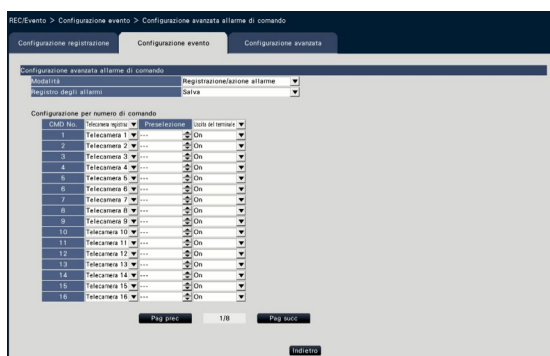 REC/Evento > Configurazione evento > Configurazione avanzata allarme di comando
Configurazione registrazione Configurazione evento Configurazione avanzata
Configurazione avanzata allarme di comando
Modalità Registrazione/azione allarme
Registro degli allarmi Salva
Configurazione per numero di comando
CMD No. Telecamera registraz Preselezione Uscita del terminale
1 Telecamera 1 --- On
2 Telecamera 2 --- On
3 Telecamera 3 --- On
4 Telecamera 4 --- On
5 Telecamera 5 --- On
6 Telecamera 6 --- On
7 Telecamera 7 --- On
8 Telecamera 8 --- On
9 Telecamera 9 --- On
10 Telecamera 10 --- On
11 Telecamera 11 --- On
12 Telecamera 12 --- On
13 Telecamera 13 --- On
14 Telecamera 14 --- On
15 Telecamera 15 --- On
16 Telecamera 16 --- On
Pag prec 1/8 Pag succ
Indietro